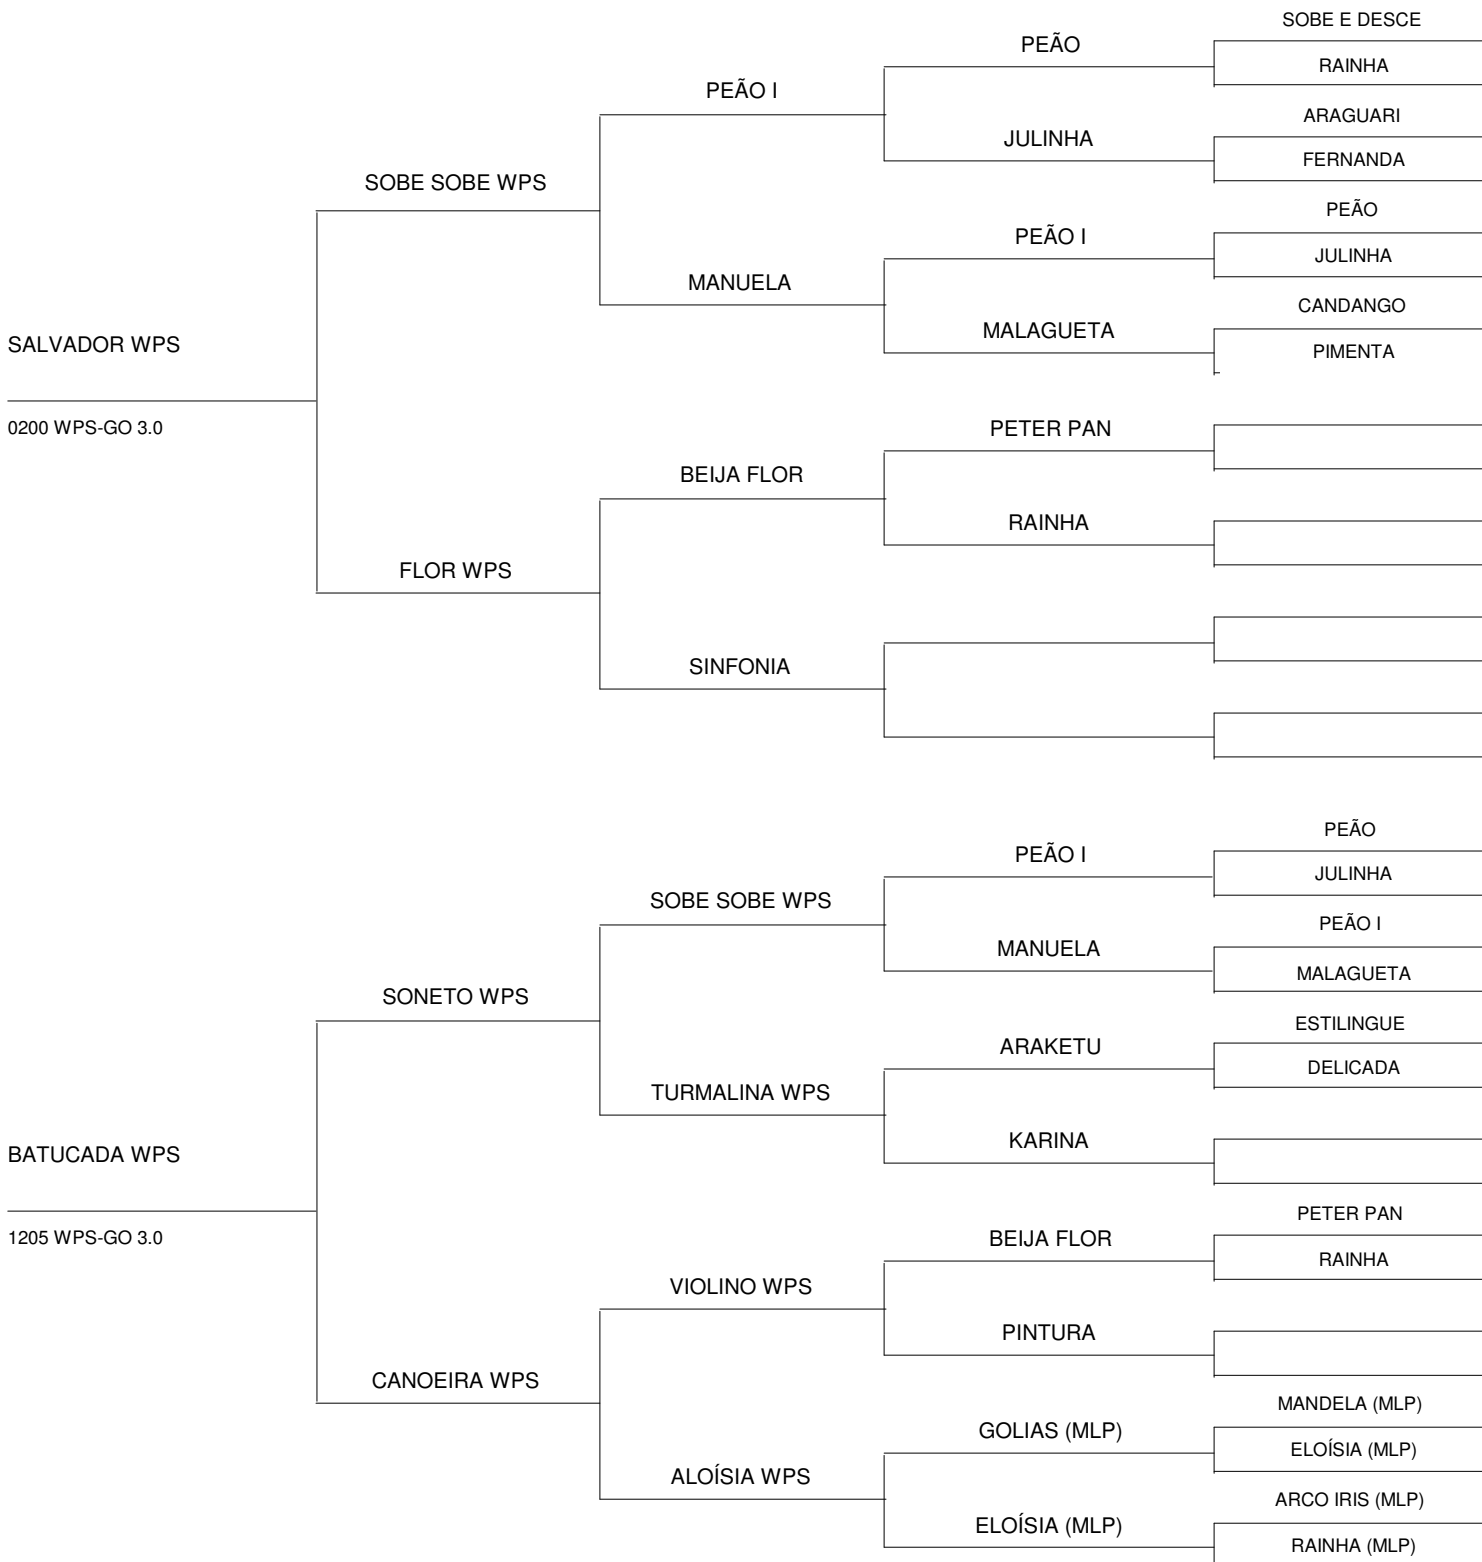 SOBE E DESCE
PEÃO
RAINHA
PEÃO I
ARAGUARI
JULINHA
FERNANDA
SOBE SOBE WPS
PEÃO
PEÃO I
JULINHA
MANUELA
CANDANGO
MALAGUETA
SALVADOR WPS
PIMENTA
0200 WPS-GO 3.0
PETER PAN
BEIJA FLOR
RAINHA
FLOR WPS
SINFONIA
PEÃO
PEÃO I
JULINHA
SOBE SOBE WPS
PEÃO I
MANUELA
MALAGUETA
SONETO WPS
ESTILINGUE
ARAKETU
DELICADA
TURMALINA WPS
KARINA
BATUCADA WPS
PETER PAN
1205 WPS-GO 3.0
BEIJA FLOR
RAINHA
VIOLINO WPS
PINTURA
CANOEIRA WPS
MANDELA (MLP)
GOLIAS (MLP)
ELOÍSIA (MLP)
ALOÍSIA WPS
ARCO IRIS (MLP)
ELOÍSIA (MLP)
RAINHA (MLP)